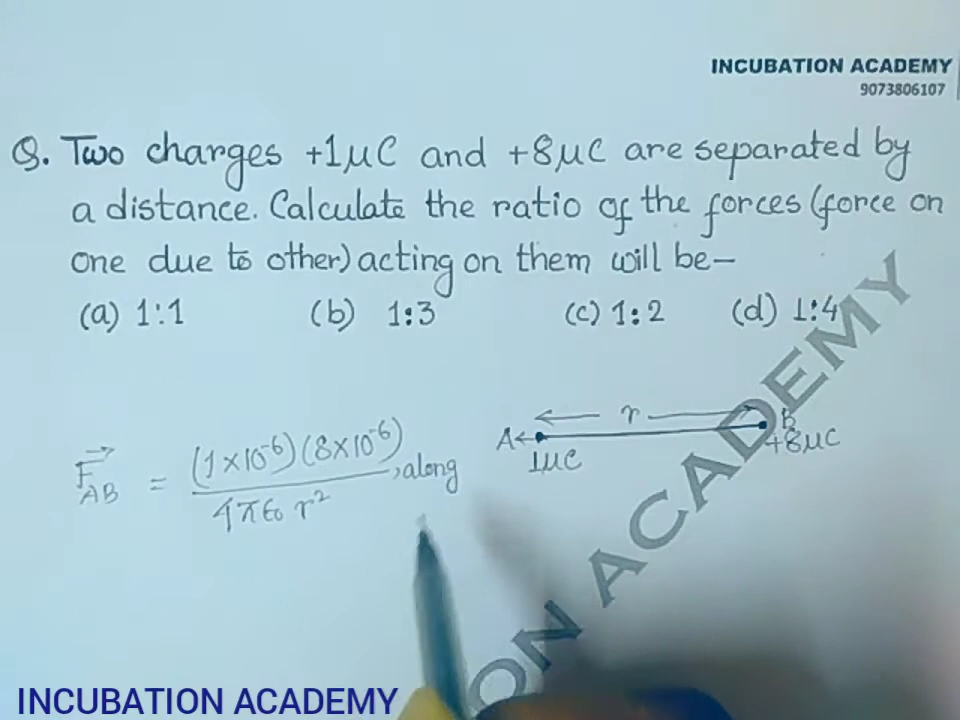 INCUBATION ACADEMY
9073806107
Q. Two charges +1μC and +8μC are separated by
a distance. Calculate the ratio of the forces (force on
one due to other) acting on them will be—
(a) 1:1 (b) 1:3 (c) 1:2 (d) 1:4
r
A B
1μC +8μC
F⃗AB = (1×10⁻⁶)(8×10⁻⁶) / 4πϵ₀ r², along
ON ACADEMY
INCUBATION ACADEMY